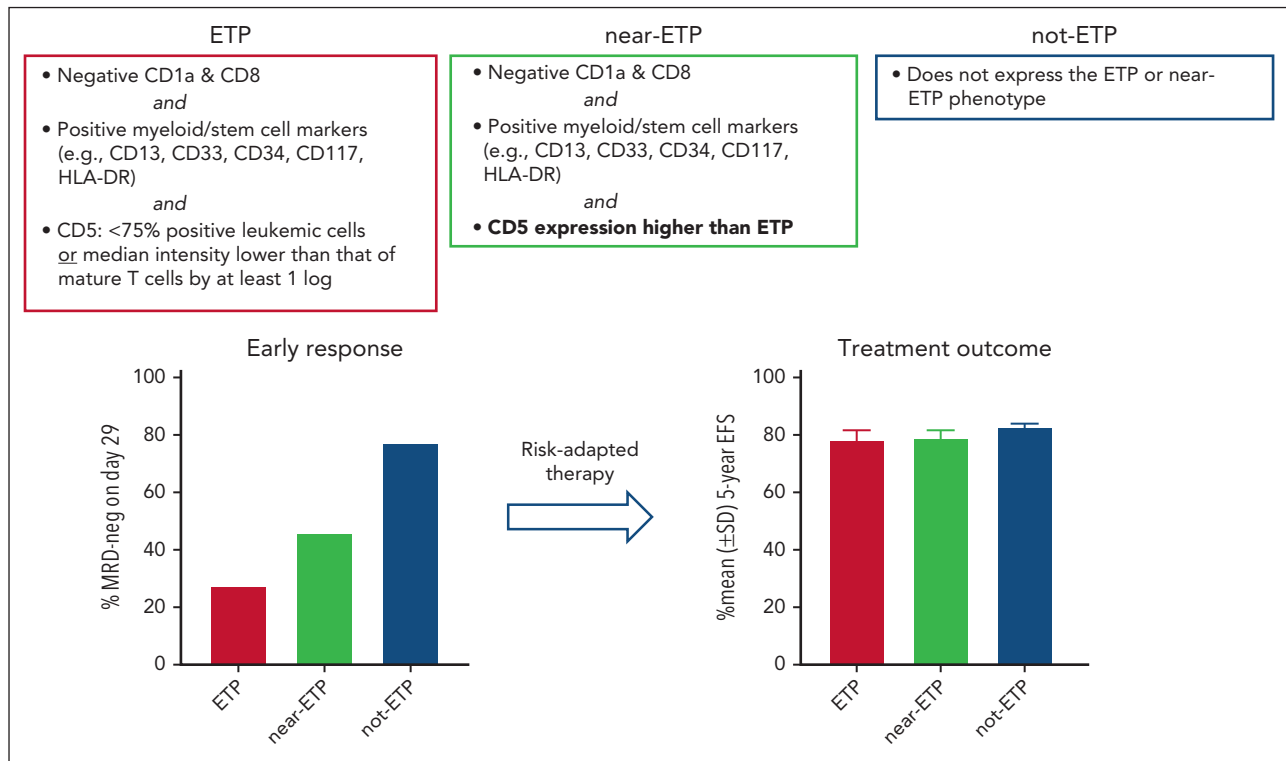 ETP
• Negative CD1a & CD8
and
• Positive myeloid/stem cell markers
(e.g., CD13, CD33, CD34, CD117,
HLA-DR)
and
• CD5: <75% positive leukemic cells
or median intensity lower than that of
mature T cells by at least 1 log
near-ETP
• Negative CD1a & CD8
and
• Positive myeloid/stem cell markers
(e.g., CD13, CD33, CD34, CD117,
HLA-DR)
and
• CD5 expression higher than ETP
not-ETP
• Does not express the ETP or near-
ETP phenotype
Early response
% MRD-neg on day 29
100
80
60
40
20
0
ETP
near-ETP
not-ETP
Risk-adapted
therapy
Treatment outcome
%mean (±SD) 5-year EFS
100
80
60
40
20
0
ETP
near-ETP
not-ETP